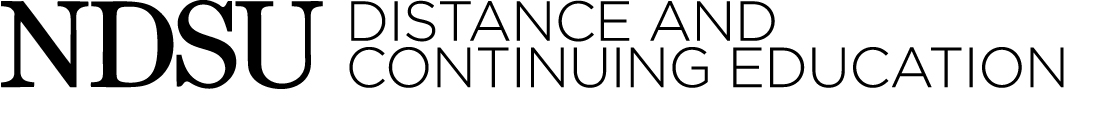 NDSU DISTANCE AND
CONTINUING EDUCATION